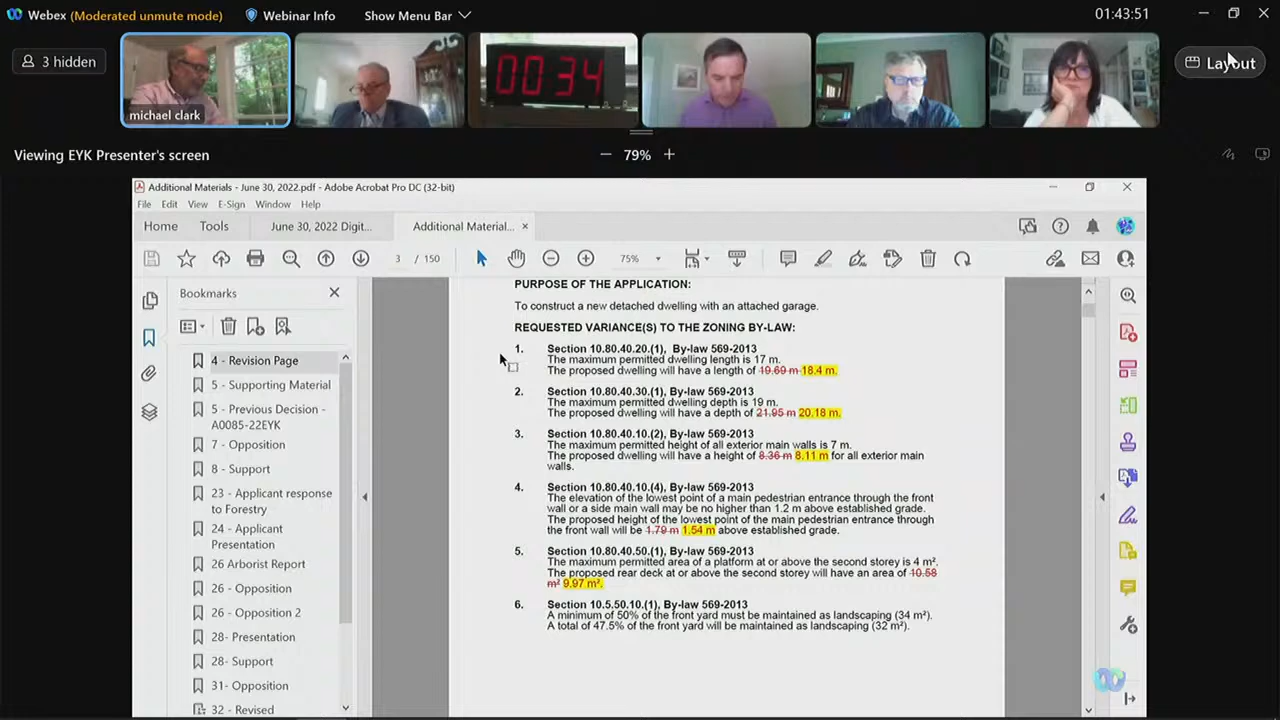 Webex (Moderated unmute mode) Webinar Info Show Menu Bar 01:43:51
3 hidden
00 34
Layout
michael clark
Viewing EYK Presenter's screen
79%
Additional Materials - June 30, 2022.pdf - Adobe Acrobat Pro DC (32-bit)
File Edit View E-Sign Window Help
Home Tools June 30, 2022 Digit... Additional Material...
3 / 150 75%
Bookmarks
4 - Revision Page
5 - Supporting Material
5 - Previous Decision -
A0085-22EYK
7 - Opposition
8 - Support
23 - Applicant response
to Forestry
24 - Applicant
Presentation
26 Arborist Report
26 - Opposition
26 - Opposition 2
28- Presentation
28- Support
31- Opposition
32 - Revised
PURPOSE OF THE APPLICATION:
To construct a new detached dwelling with an attached garage.
REQUESTED VARIANCE(S) TO THE ZONING BY-LAW:
1. Section 10.80.40.20.(1), By-law 569-2013
The maximum permitted dwelling length is 17 m.
The proposed dwelling will have a length of 19.69 m 18.4 m.
2. Section 10.80.40.30.(1), By-law 569-2013
The maximum permitted dwelling depth is 19 m.
The proposed dwelling will have a depth of 21.95 m 20.18 m.
3. Section 10.80.40.10.(2), By-law 569-2013
The maximum permitted height of all exterior main walls is 7 m.
The proposed dwelling will have a height of 8.36 m 8.11 m for all exterior main
walls.
4. Section 10.80.40.10.(4), By-law 569-2013
The elevation of the lowest point of a main pedestrian entrance through the front
wall or a side main wall may be no higher than 1.2 m above established grade.
The proposed height of the lowest point of the main pedestrian entrance through
the front wall will be 1.79 m 1.54 m above established grade.
5. Section 10.80.40.50.(1), By-law 569-2013
The maximum permitted area of a platform at or above the second storey is 4 m².
The proposed rear deck at or above the second storey will have an area of 10.58
m² 9.97 m².
6. Section 10.5.50.10.(1), By-law 569-2013
A minimum of 50% of the front yard must be maintained as landscaping (34 m²).
A total of 47.5% of the front yard will be maintained as landscaping (32 m²).